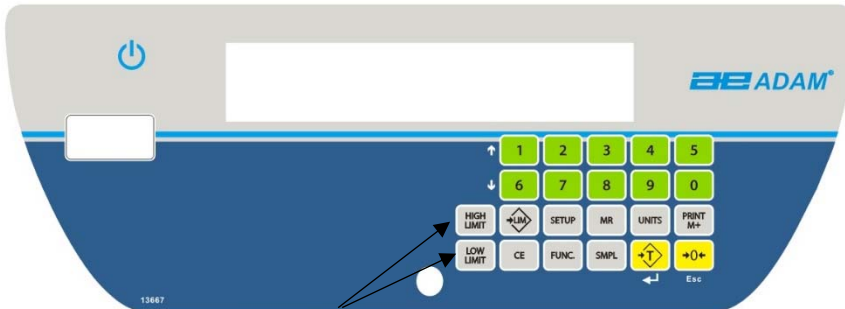 ae ADAM®
↑ 1 2 3 4 5
↓ 6 7 8 9 0
HIGH LIMIT →LIM SETUP MR UNITS PRINT M+
LOW LIMIT CE FUNC. SMPL →T →0←
Esc
13667